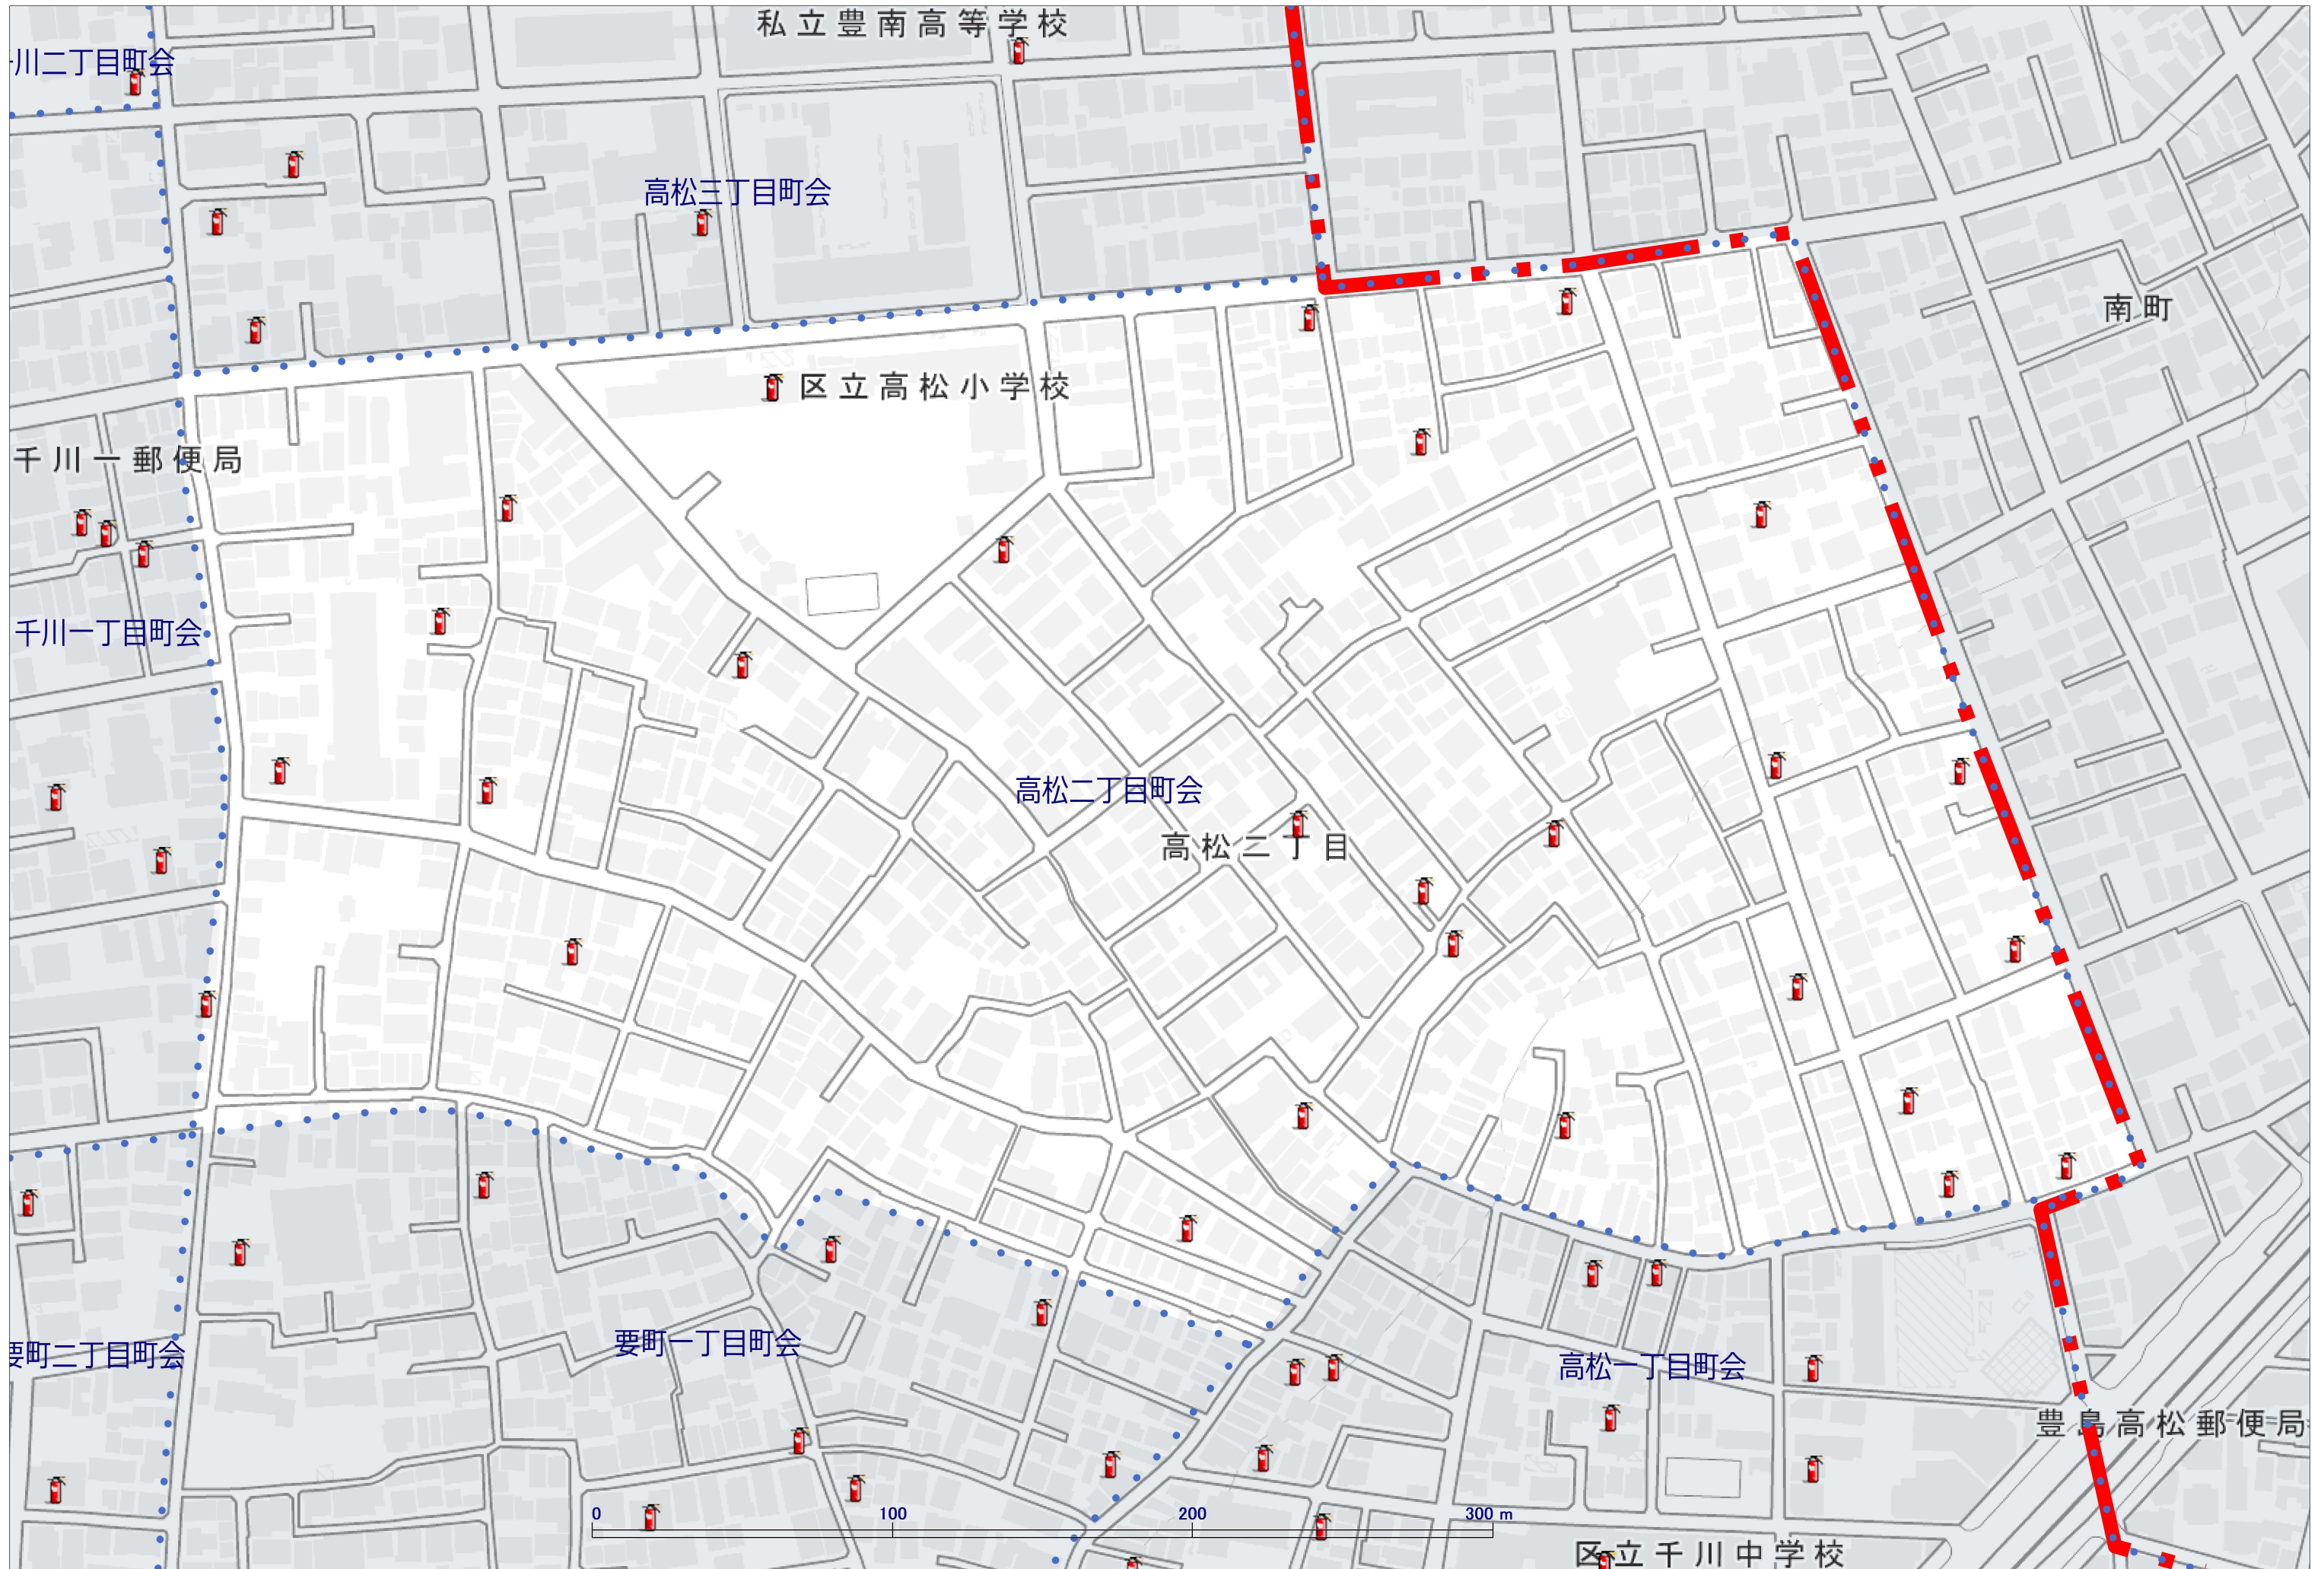 私立豊南高等学校
川二丁目町会
高松三丁目町会
南町
区立高松小学校
千川一郵便局
千川一丁目町会
高松二丁目町会
高松二丁目
要町一丁目町会
要町二丁目町会
高松一丁目町会
豊島高松郵便局
0 100 200 300 m
区立千川中学校